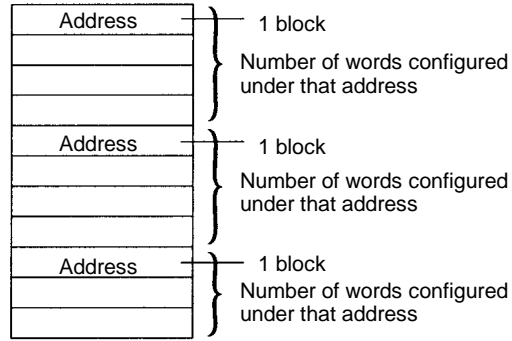 Address
1 block
Number of words configured
under that address
Address
1 block
Number of words configured
under that address
Address
1 block
Number of words configured
under that address